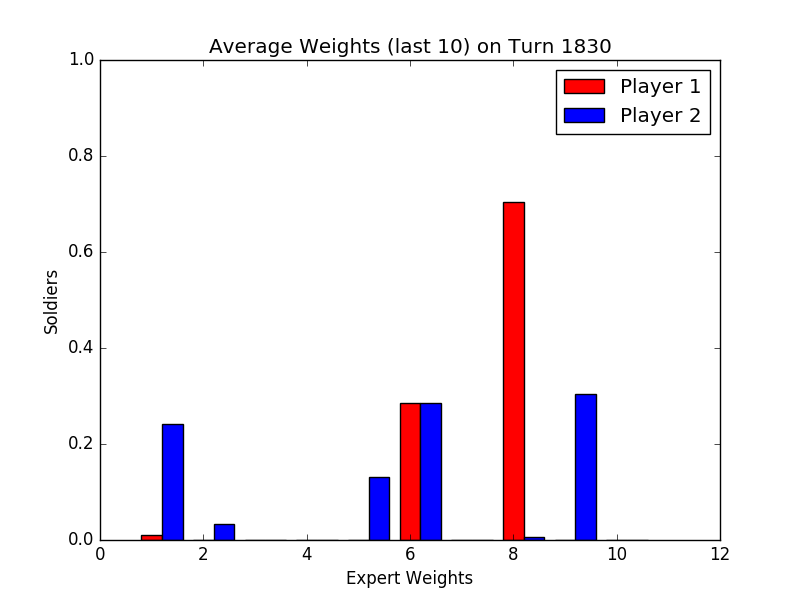 Average Weights (last 10) on Turn 1830
Player 1
Player 2
1.0
0.8
0.6
0.4
0.2
0.0
Soldiers
0 2 4 6 8 10 12
Expert Weights